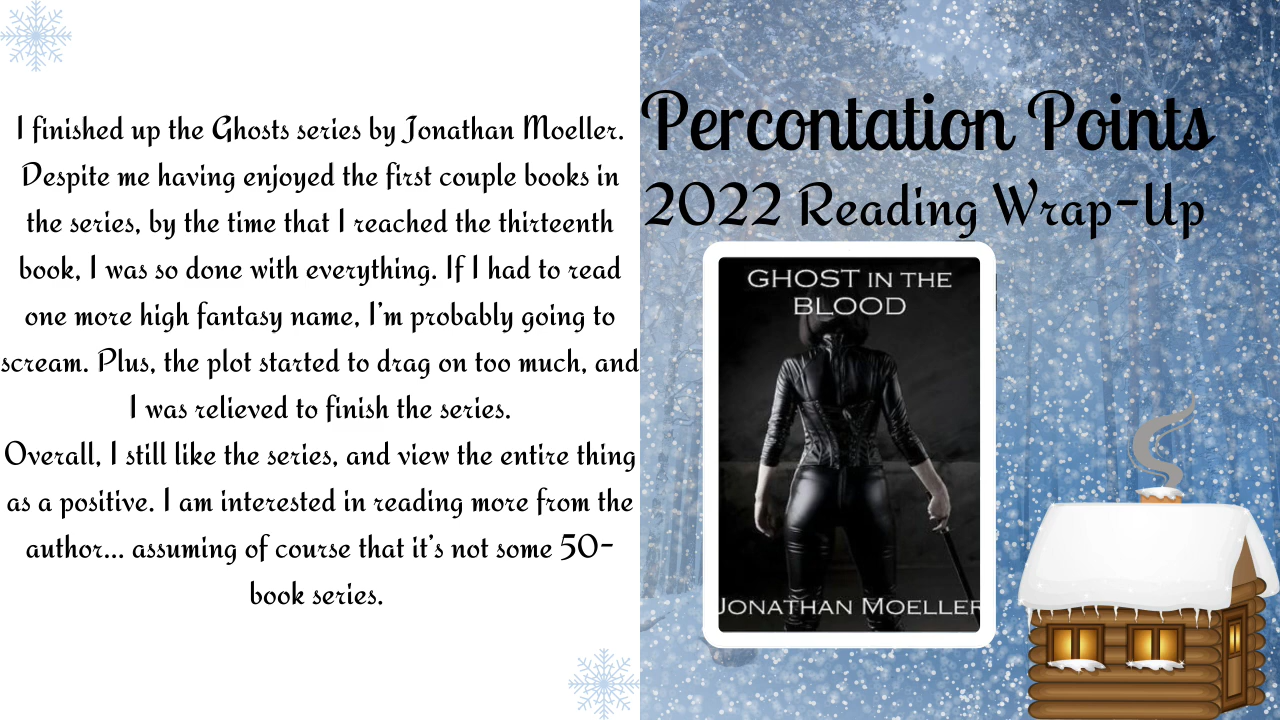 I finished up the Ghosts series by Jonathan Moeller.
Despite me having enjoyed the first couple books in
the series, by the time that I reached the thirteenth
book, I was so done with everything. If I had to read
one more high fantasy name, I'm probably going to
scream. Plus, the plot started to drag on too much, and
I was relieved to finish the series.
Overall, I still like the series, and view the entire thing
as a positive. I am interested in reading more from the
author... assuming of course that it's not some 50-
book series.
Percontation Points
2022 Reading Wrap-Up
GHOST IN THE
BLOOD
JONATHAN MOELLER